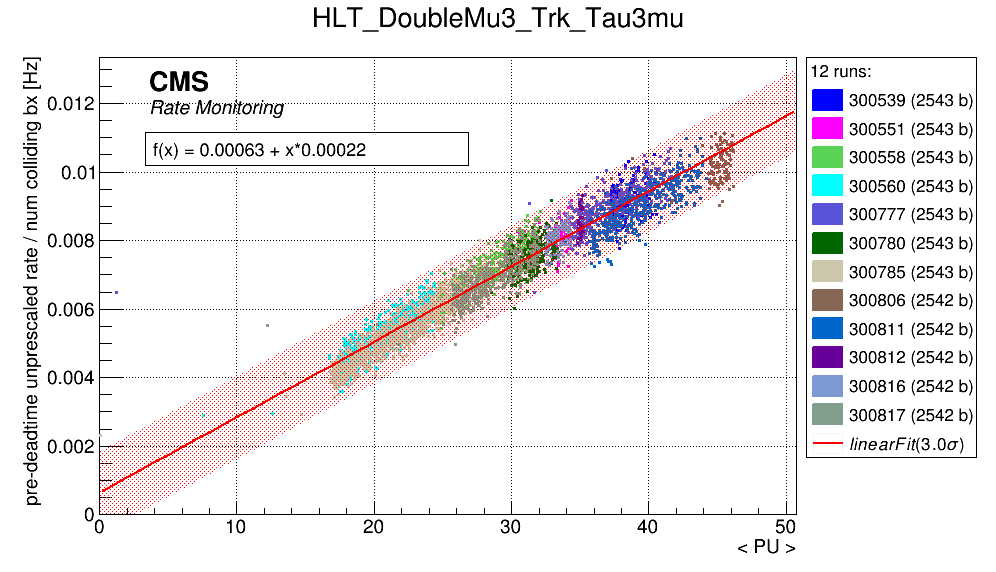 HLT_DoubleMu3_Trk_Tau3mu
pre-deadtime unprescaled rate / num colliding bx [Hz]
CMS
Rate Monitoring
f(x) = 0.00063 + x*0.00022
0.012
0.01
0.008
0.006
0.004
0.002
0
0 10 20 30 40 50
< PU >
12 runs:
300539 (2543 b)
300551 (2543 b)
300558 (2543 b)
300560 (2543 b)
300777 (2543 b)
300780 (2543 b)
300785 (2543 b)
300806 (2542 b)
300811 (2542 b)
300812 (2542 b)
300816 (2542 b)
300817 (2542 b)
linearFit(3.0σ)